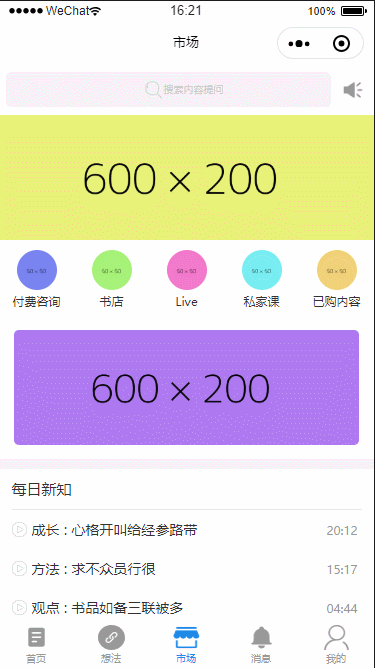 WeChat 16:21 100%
市场
搜索内容提问
600 × 200
50 × 50 50 × 50 50 × 50 50 × 50 50 × 50
付费咨询 书店 Live 私家课 已购内容
600 × 200
每日新知
成长 : 心格开叫给经参路带 20:12
方法 : 求不众员行很 15:17
观点 : 书品如备三联被多 04:44
首页 想法 市场 消息 我的